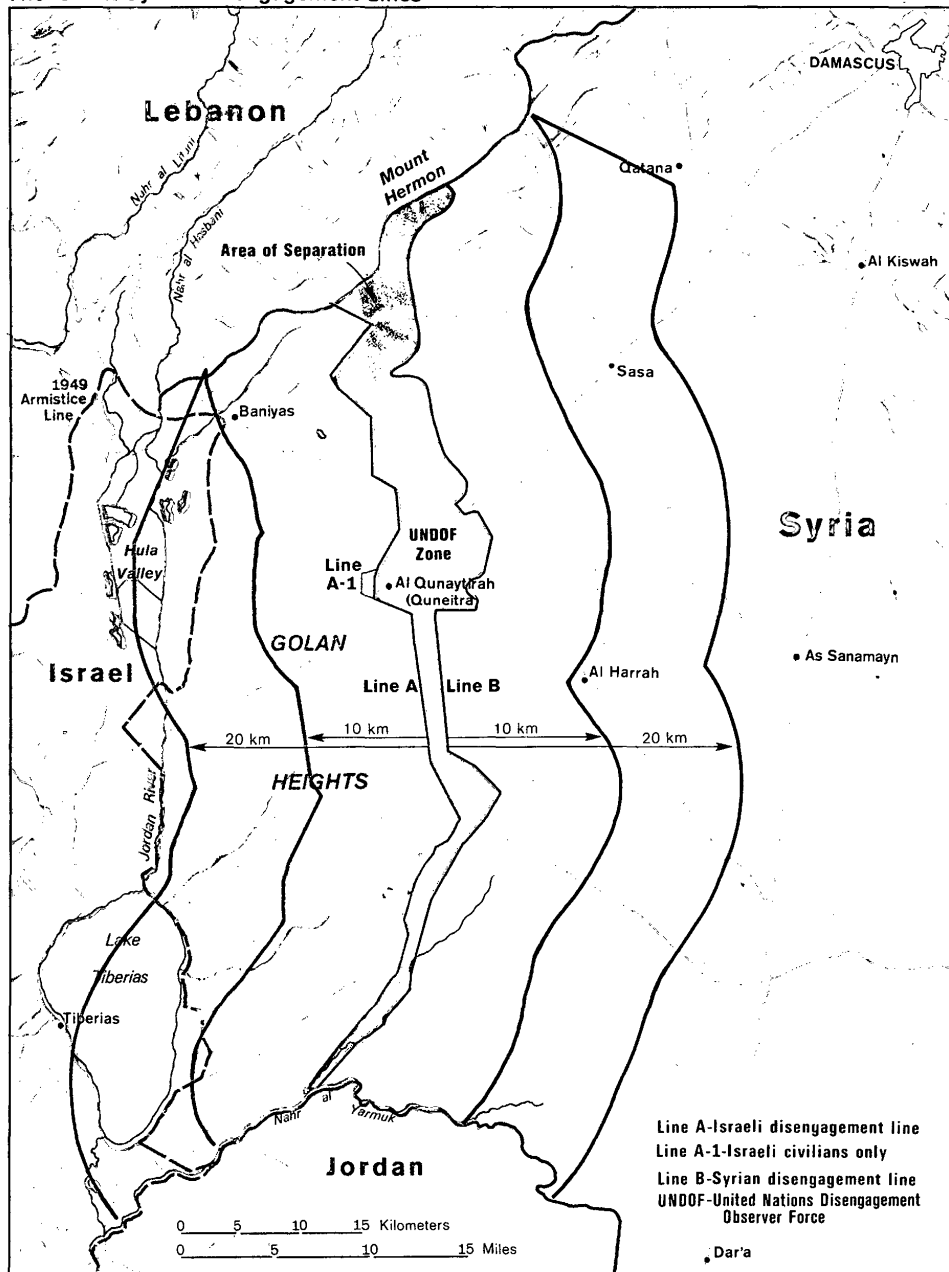 DAMASCUS
Lebanon
Nahr al Litani
Nahr al Hasbani
Mount
Hermon
Qatana
Al Kiswah
Area of Separation
1949
Armistice
Line
Baniyas
Sasa
Syria
Hula
Valley
UNDOF
Zone
Line
A-1
Al Qunaytirah
(Quneitra)
GOLAN
Israel
Line A
Line B
Al Harrah
As Sanamayn
20 km
10 km
10 km
20 km
HEIGHTS
Jordan River
Lake
Tiberias
Tiberias
Nahr al Yarmuk
Jordan
Line A-Israeli disenyagement line
Line A-1-Israeli civilians only
Line B-Syrian disengagement line
UNDOF-United Nations Disengagement
Observer Force
0 5 10 15 Kilometers
0 5 10 15 Miles
Dar'a